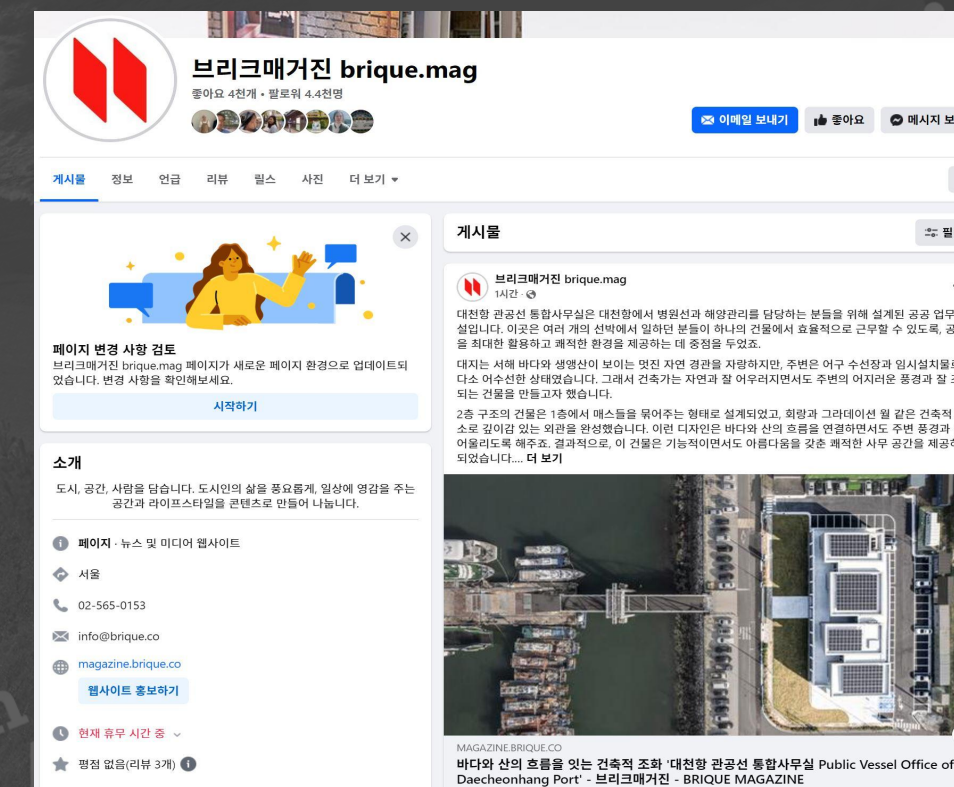 브리크매거진 brique.mag
좋아요 4천개 • 팔로워 4.4천명
이메일 보내기
좋아요
메시지 보
게시물 정보 언급 리뷰 릴스 사진 더 보기
페이지 변경 사항 검토
브리크매거진 brique.mag 페이지가 새로운 페이지 환경으로 업데이트되
었습니다. 변경 사항을 확인해보세요.
시작하기
소개
도시, 공간, 사람을 담습니다. 도시인의 삶을 풍요롭게, 일상에 영감을 주는
공간과 라이프스타일을 콘텐츠로 만들어 나눕니다.
페이지 · 뉴스 및 미디어 웹사이트
서울
02-565-0153
info@brique.co
magazine.brique.co
웹사이트 홍보하기
현재 휴무 시간 중
평점 없음(리뷰 3개)
게시물
필
브리크매거진 brique.mag
1시간 ·
대천항 관공선 통합사무실은 대천항에서 병원선과 해양관리를 담당하는 분들을 위해 설계된 공공 업무
설입니다. 이곳은 여러 개의 선박에서 일하던 분들이 하나의 건물에서 효율적으로 근무할 수 있도록, 공
을 최대한 활용하고 쾌적한 환경을 제공하는 데 중점을 두었죠.
대지는 서해 바다와 생앵산이 보이는 멋진 자연 경관을 자랑하지만, 주변은 어구 수선장과 임시설치물로
다소 어수선한 상태였습니다. 그래서 건축가는 자연과 잘 어우러지면서도 주변의 어지러운 풍경과 잘
되는 건물을 만들고자 했습니다.
2층 구조의 건물은 1층에서 매스들을 묶어주는 형태로 설계되었고, 회랑과 그라데이션 월 같은 건축적
소로 깊이감 있는 외관을 완성했습니다. 이런 디자인은 바다와 산의 흐름을 연결하면서도 주변 풍경과
어울리도록 해주죠. 결과적으로, 이 건물은 기능적이면서도 아름다움을 갖춘 쾌적한 사무 공간을 제공하
되었습니다.... 더 보기
MAGAZINE.BRIQUE.CO
바다와 산의 흐름을 잇는 건축적 조화 '대천항 관공선 통합사무실 Public Vessel Office of
Daecheonhang Port' - 브리크매거진 - BRIQUE MAGAZINE